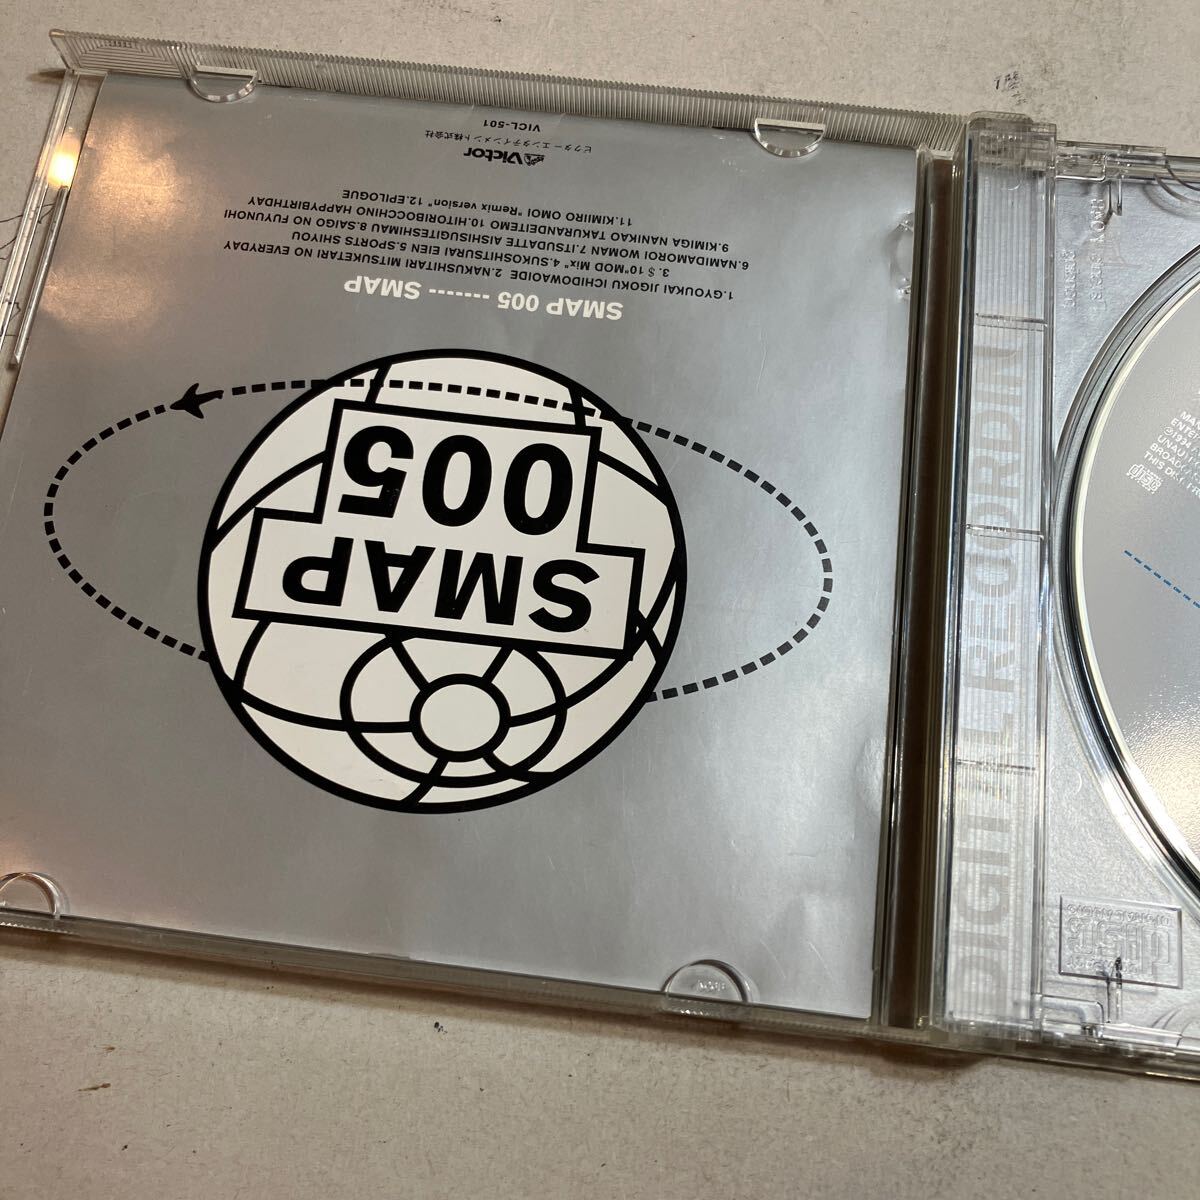 SMAP
005
SMAP 005 ------- SMAP
1.GYOUKAI JIGOKU ICHIDOWAOIDE 2.NAKUSHITARI MITSUKETARI NO EVERYDAY
3.$10"MOD Mix" 4.SUKOSHITSURAI EIEN 5.SPORTS SHIYOU
6.NAMIDAMOROI WOMAN 7.ITSUDATTE AISHISUGITESHIMAU 8.SAIGO NO FUYUNOHI
9.KIMIGA NANIKAO TAKURANDEITEMO 10.HITORIBOCCHINO HAPPYBIRTHDAY
11.KIMIIRO OMOI "Remix version" 12.EPILOGUE
Victor
ビクターエンタテインメント株式会社
VICL-501
DIGITAL RECORDIN